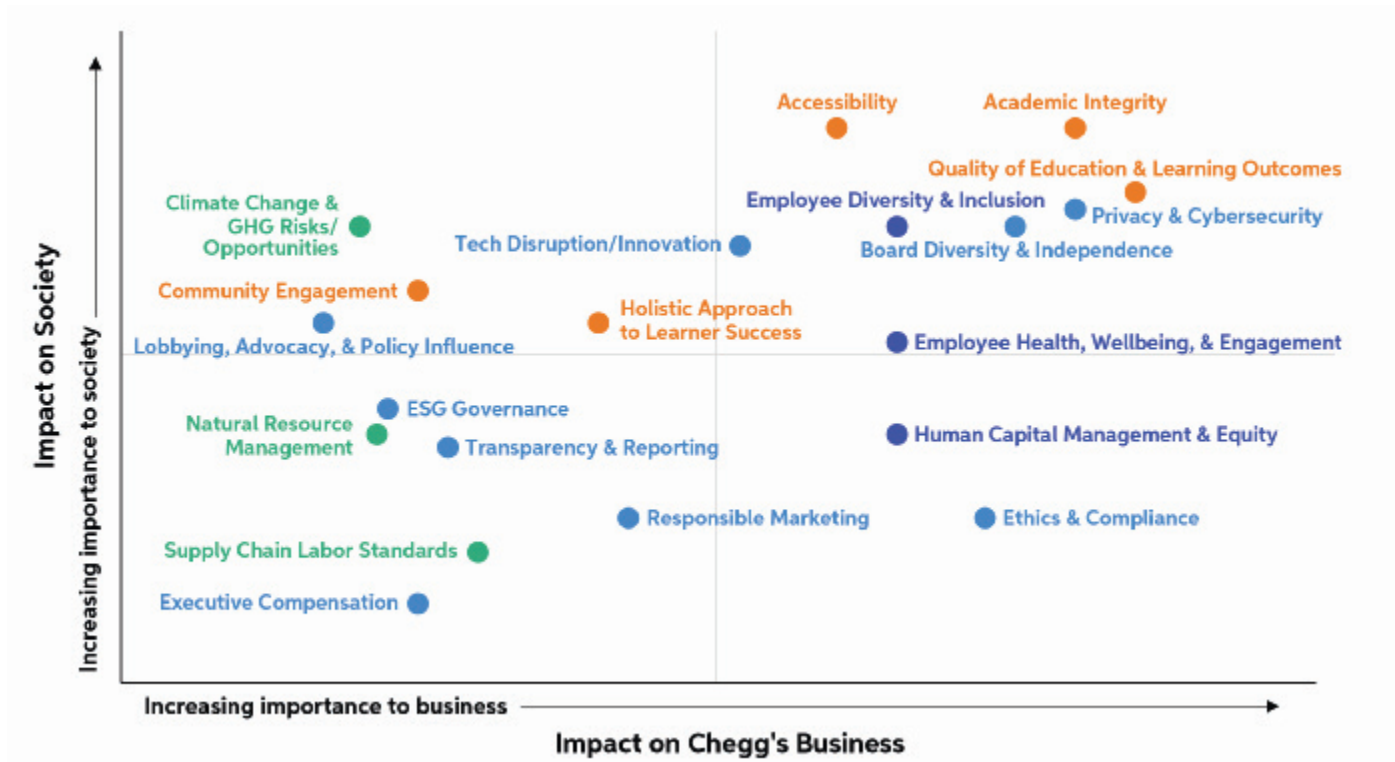 Accessibility
Academic Integrity
Quality of Education & Learning Outcomes
Climate Change &
GHG Risks/
Opportunities
Employee Diversity & Inclusion
Privacy & Cybersecurity
Tech Disruption/Innovation
Board Diversity & Independence
Community Engagement
Holistic Approach
to Learner Success
Lobbying, Advocacy, & Policy Influence
Employee Health, Wellbeing, & Engagement
ESG Governance
Natural Resource
Management
Transparency & Reporting
Human Capital Management & Equity
Responsible Marketing
Ethics & Compliance
Supply Chain Labor Standards
Executive Compensation
Impact on Society
Increasing importance to society
Increasing importance to business
Impact on Chegg's Business